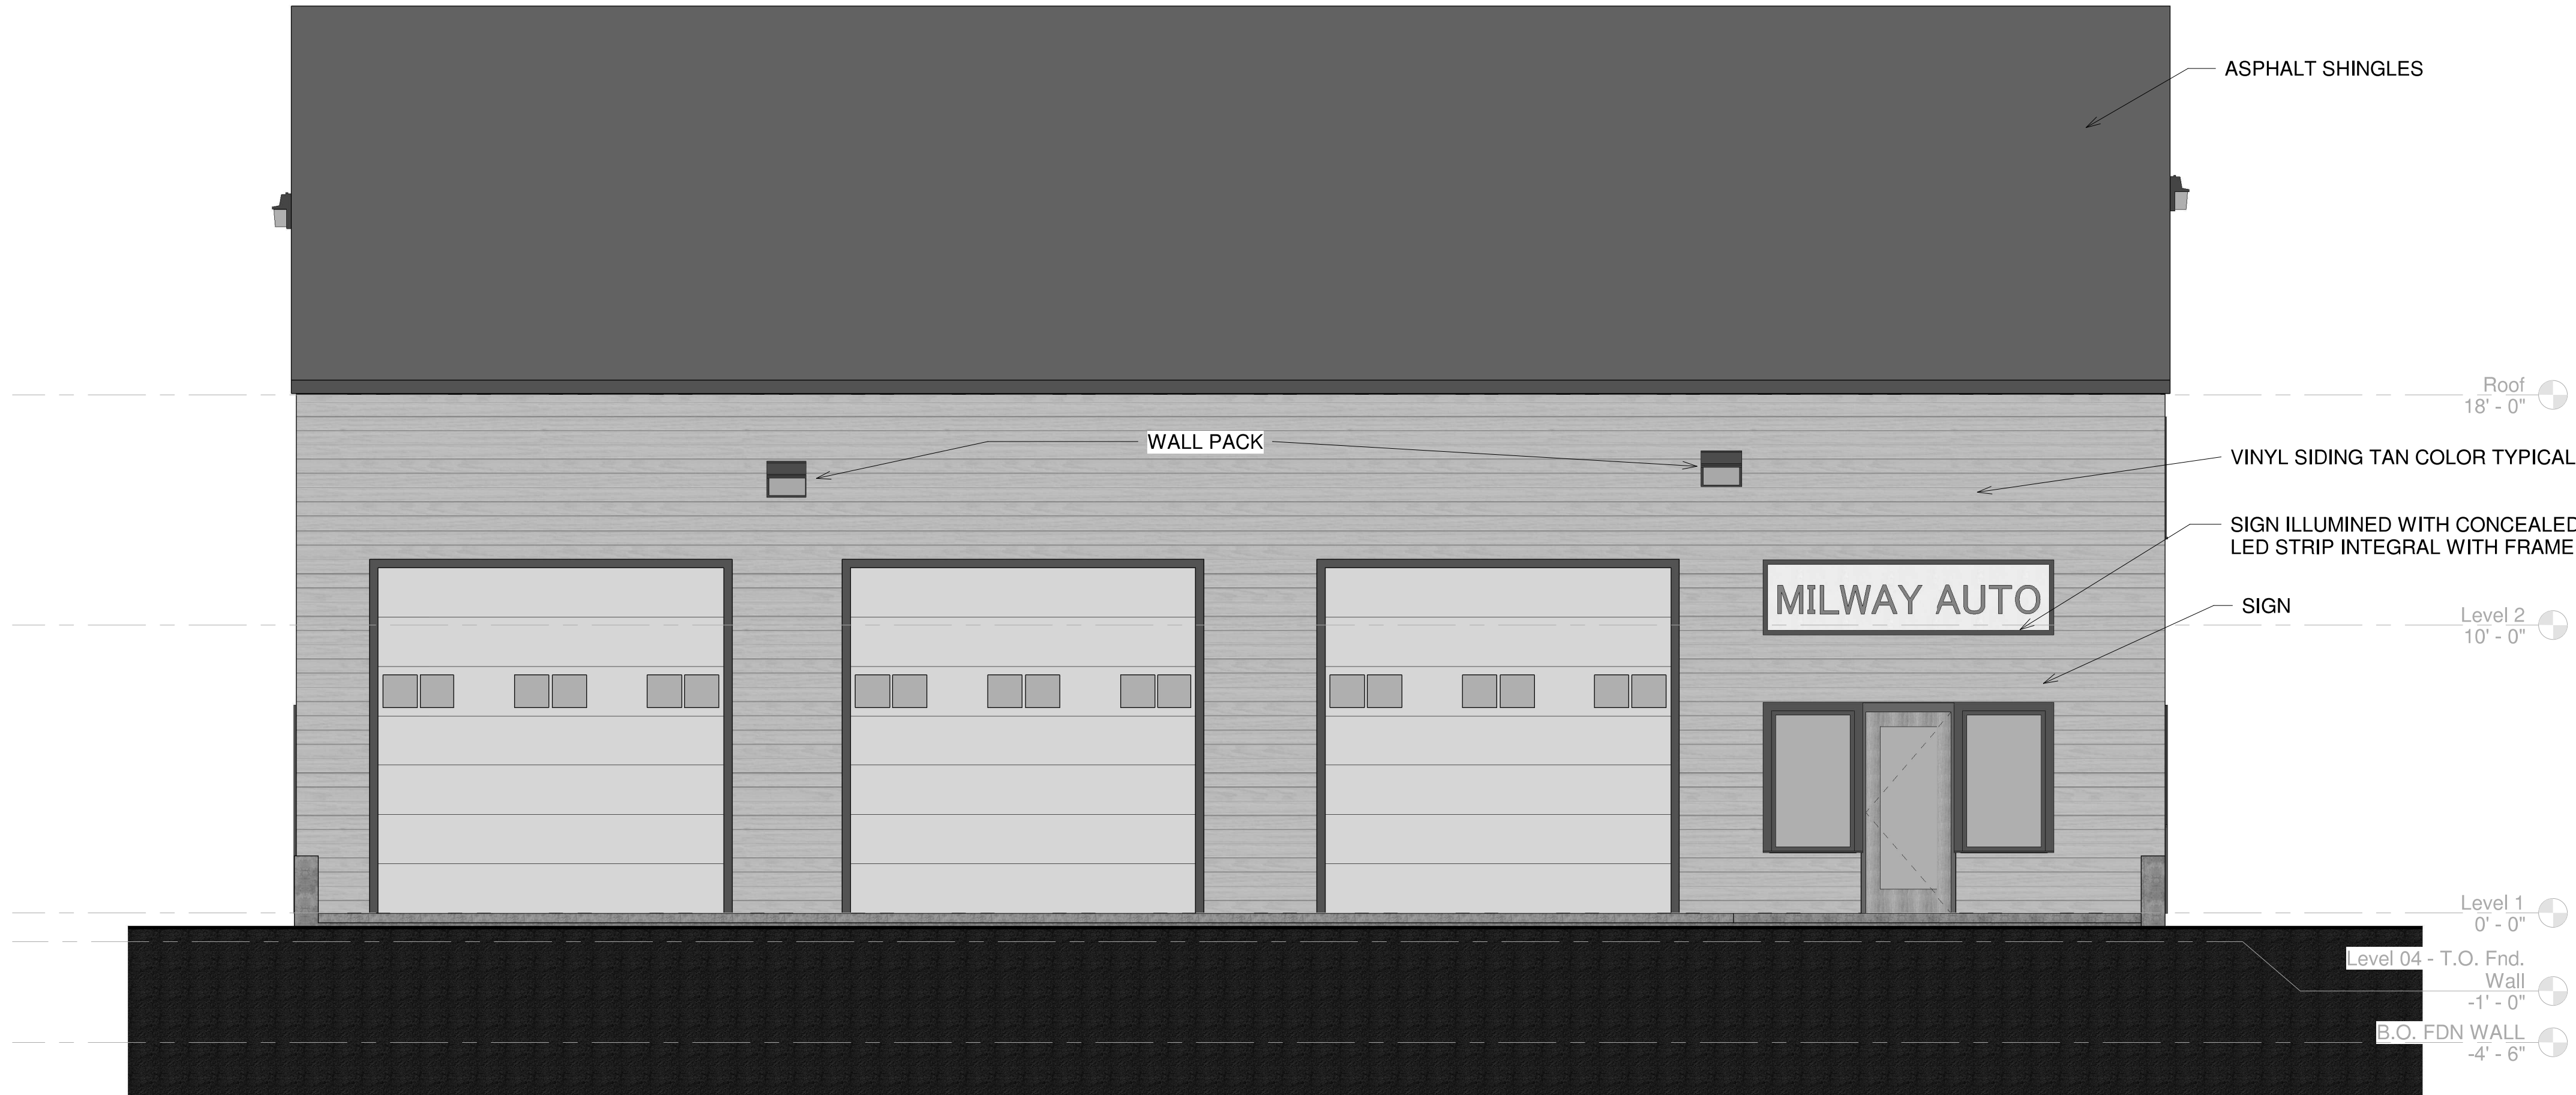 ASPHALT SHINGLES
Roof
18' - 0"
WALL PACK
VINYL SIDING TAN COLOR TYPICAL
SIGN ILLUMINED WITH CONCEALED
LED STRIP INTEGRAL WITH FRAME
MILWAY AUTO
SIGN
Level 2
10' - 0"
Level 1
0' - 0"
Level 04 - T.O. Fnd.
Wall
-1' - 0"
B.O. FDN WALL
-4' - 6"